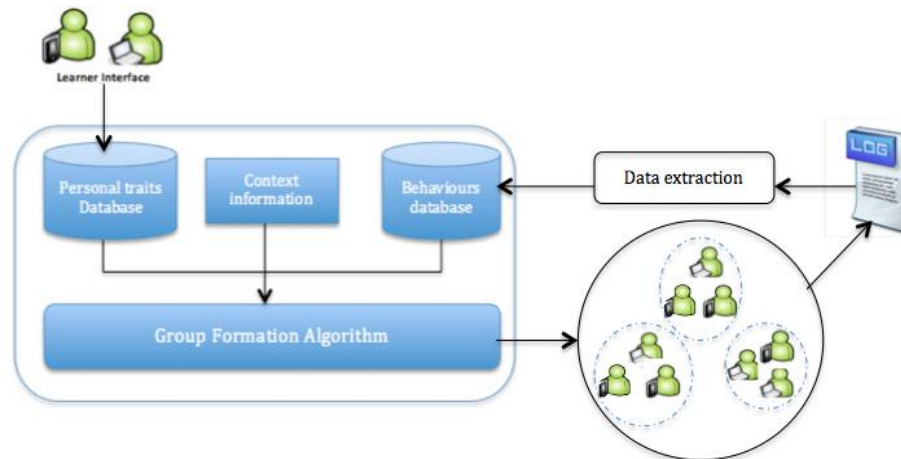 Learner Interface
Personal traits
Database
Context
information
Behaviours
database
Data extraction
LOG
Group Formation Algorithm